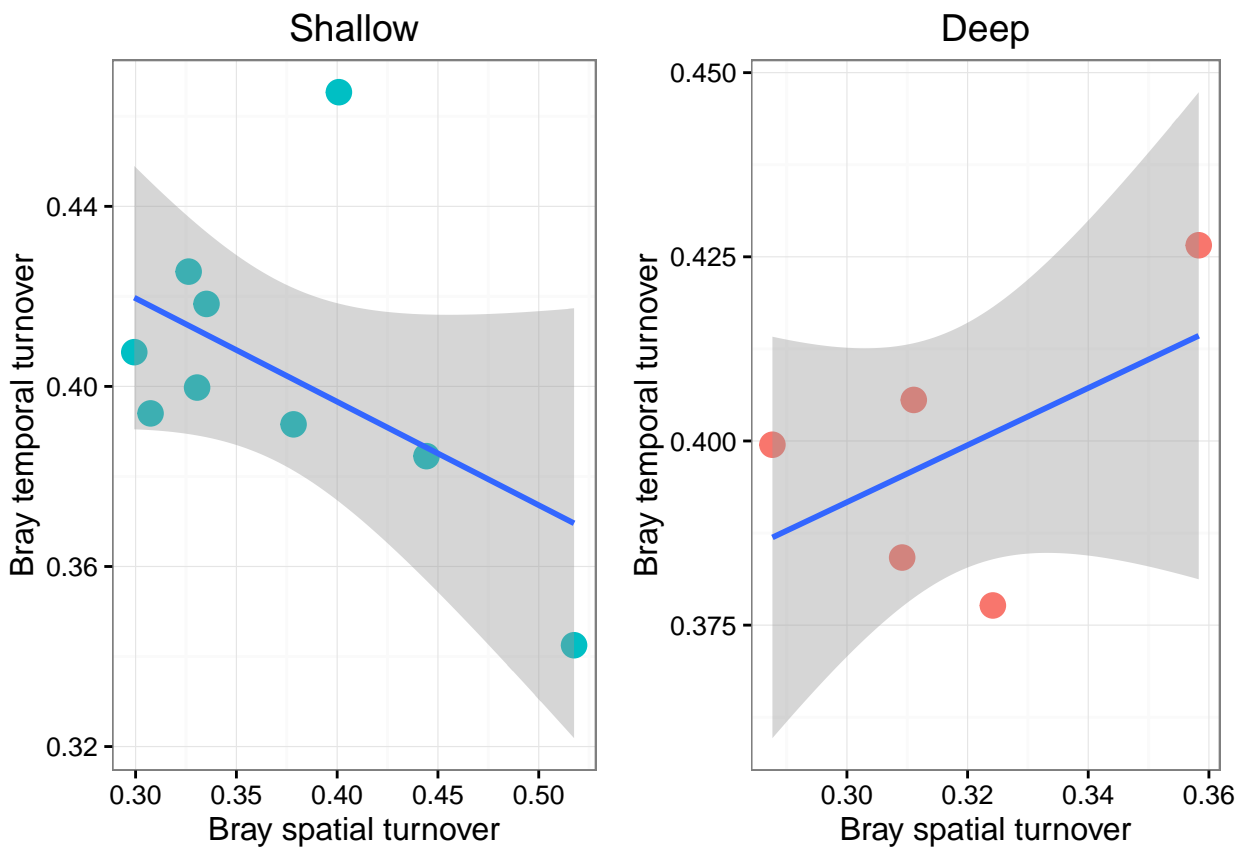 Shallow
Deep
Bray temporal turnover
0.44
0.40
0.36
0.32
0.30 0.35 0.40 0.45 0.50
Bray spatial turnover
Bray temporal turnover
0.450
0.425
0.400
0.375
0.30 0.32 0.34 0.36
Bray spatial turnover